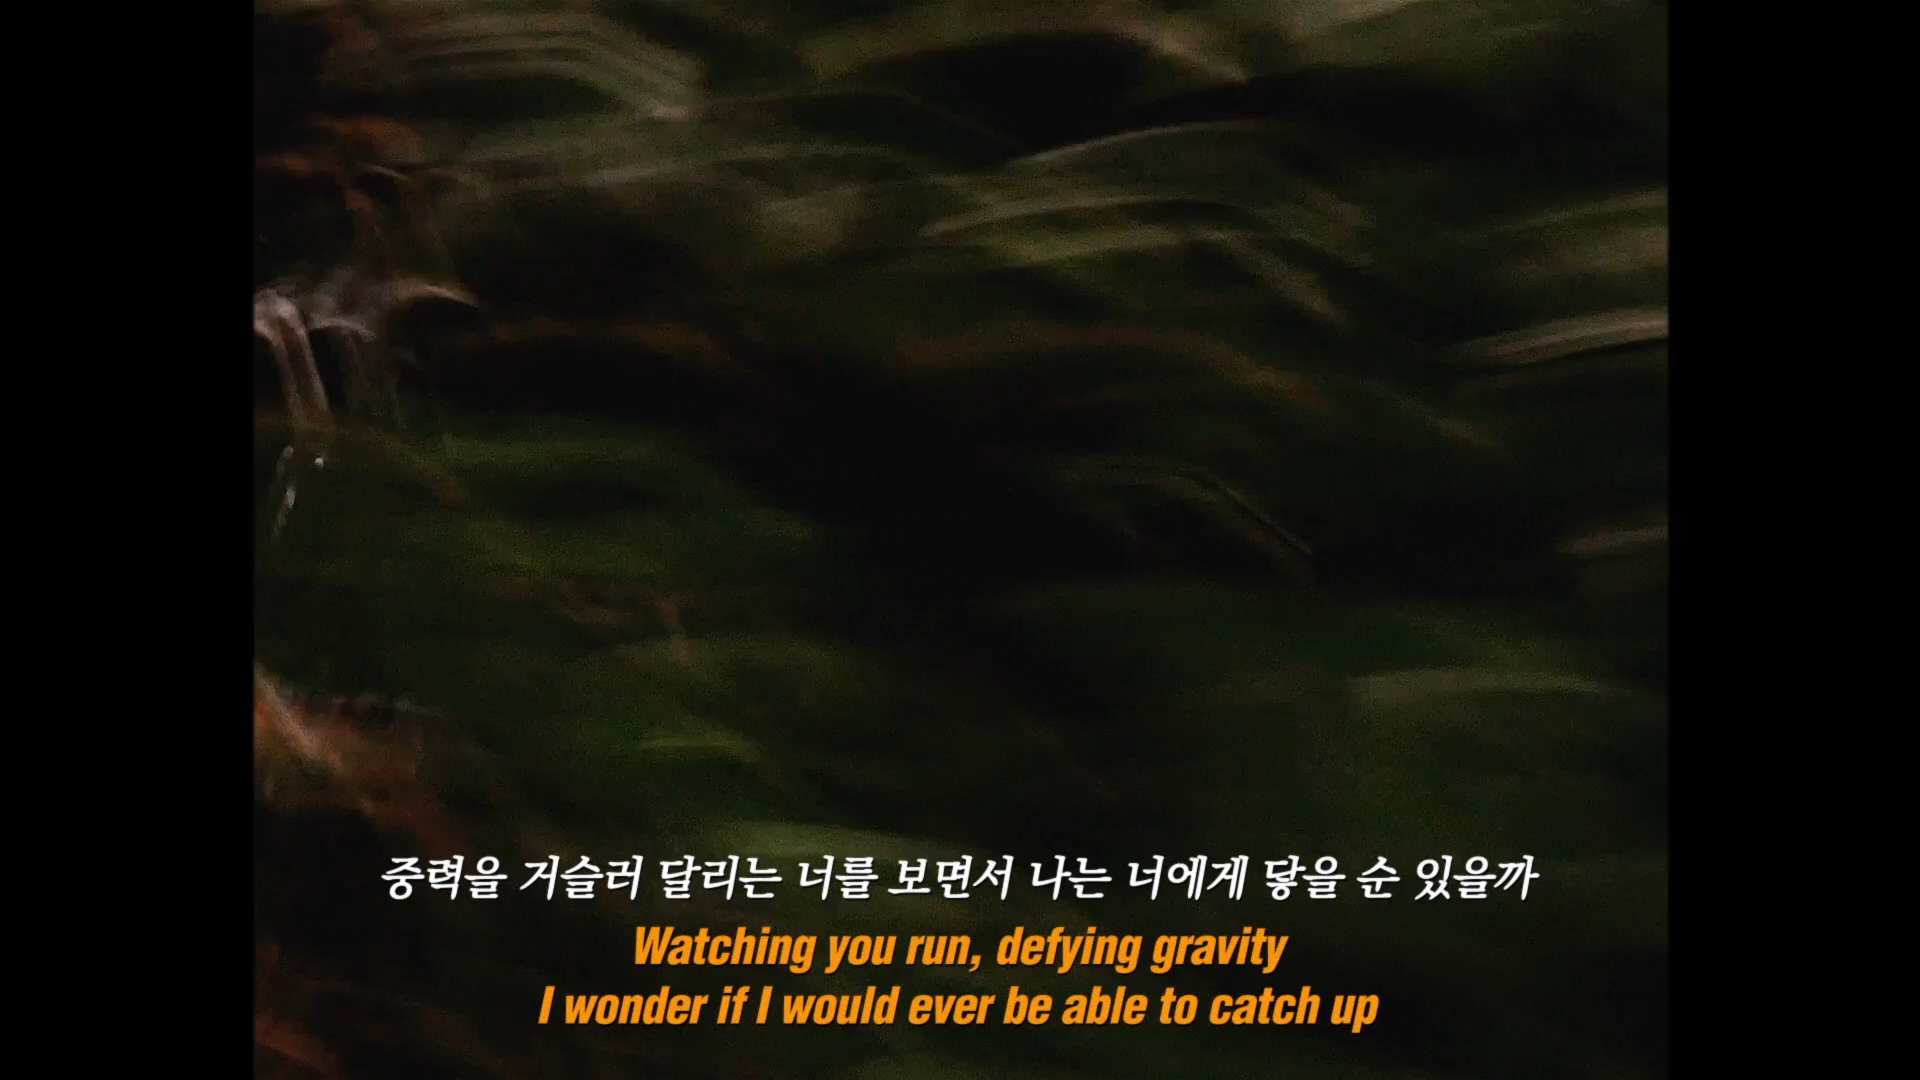 중력을 거슬러 달리는 너를 보면서 나는 너에게 닿을 순 있을까
Watching you run, defying gravity
I wonder if I would ever be able to catch up